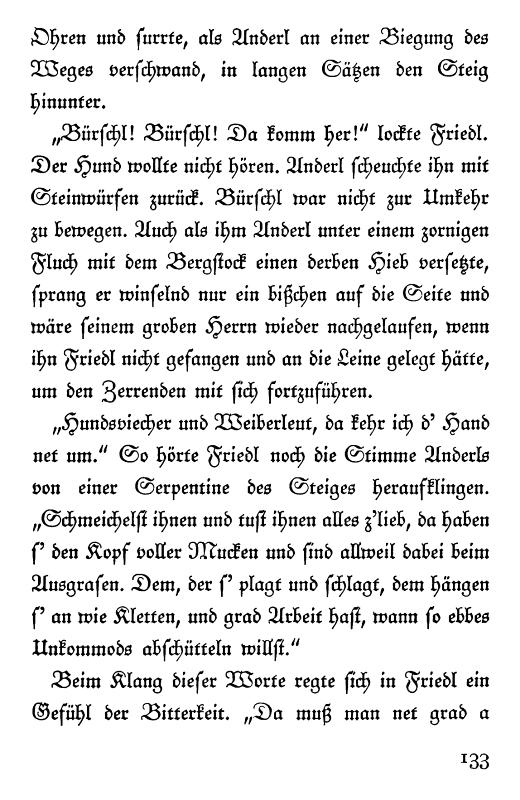 Ohren und surrte, als Anderl an einer Biegung des
Weges verschwand, in langen Sätzen den Steig
hinunter.
„Bürschl! Bürschl! Da komm her!“ lockte Friedl.
Der Hund wollte nicht hören. Anderl scheuchte ihn mit
Steinwürfen zurück. Bürschl war nicht zur Umkehr
zu bewegen. Auch als ihm Anderl unter einem zornigen
Fluch mit dem Bergstock einen derben Hieb versetzte,
sprang er winselnd nur ein bißchen auf die Seite und
wäre seinem groben Herrn wieder nachgelaufen, wenn
ihn Friedl nicht gefangen und an die Leine gelegt hätte,
um den Zerrenden mit sich fortzuführen.
„Hundsviecher und Weiberleut, da kehr ich d' Hand
net um.“ So hörte Friedl noch die Stimme Anderls
von einer Serpentine des Steiges heraufklingen.
„Schmeichelst ihnen und tust ihnen alles z'lieb, da haben
s' den Kopf voller Mucken und sind allweil dabei beim
Ausgrasen. Dem, der s' plagt und schlagt, dem hängen
s' an wie Kletten, und grad Arbeit hast, wann so ebbes
Unkommods abschütteln willst.“
Beim Klang dieser Worte regte sich in Friedl ein
Gefühl der Bitterkeit. „Da muß man net grad a
133